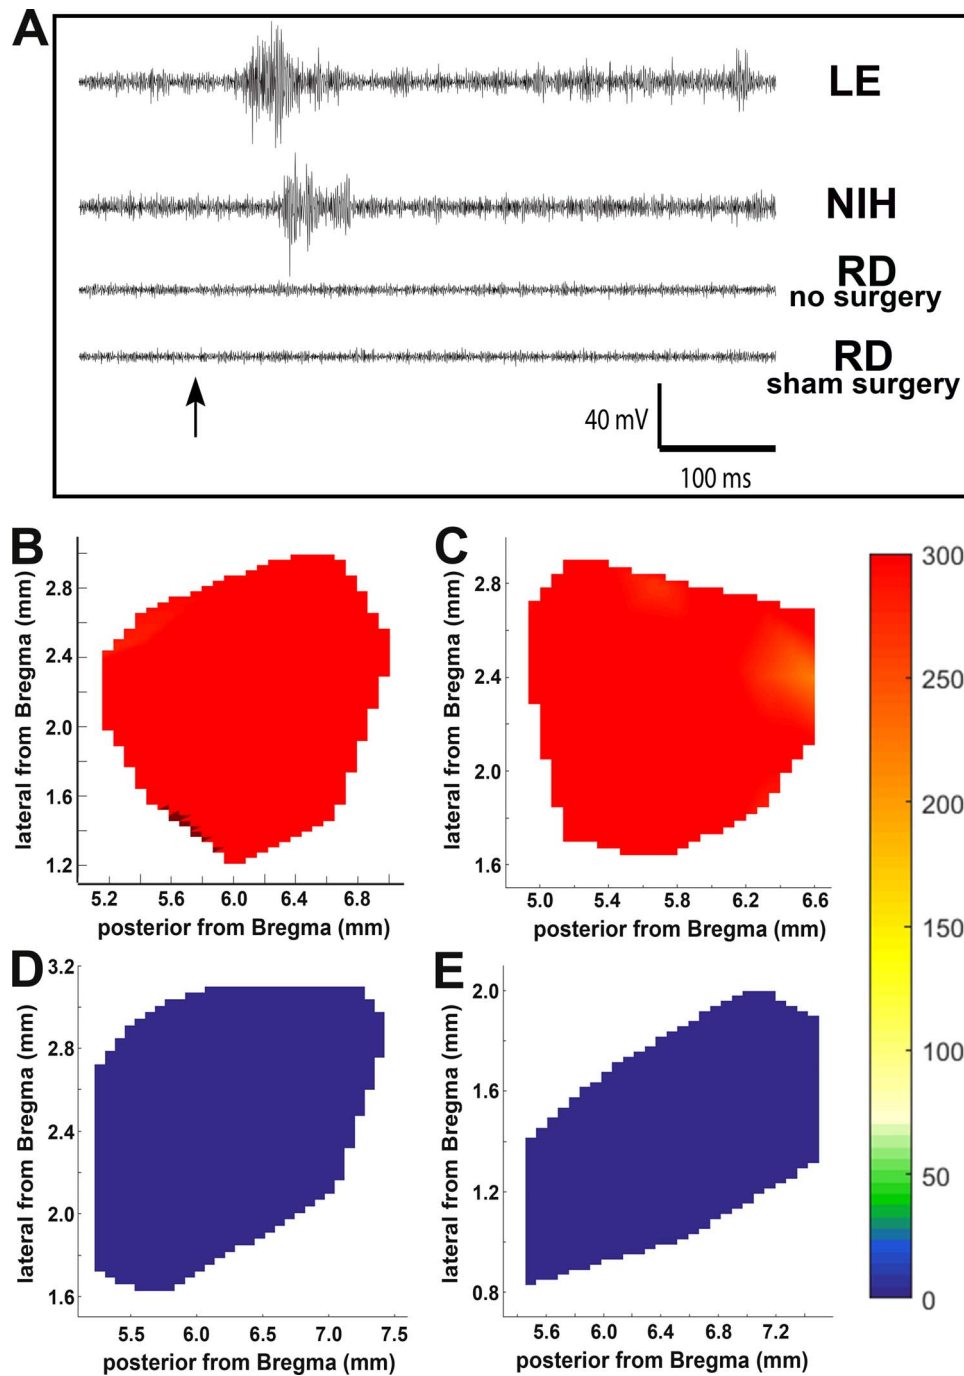 A
LE
NIH
RD
no surgery
RD
sham surgery
40 mV
100 ms
B
lateral from Bregma (mm)
2.8
2.4
2.0
1.6
1.2
5.2 5.6 6.0 6.4 6.8
posterior from Bregma (mm)
C
lateral from Bregma (mm)
2.8
2.4
2.0
1.6
5.0 5.4 5.8 6.2 6.6
posterior from Bregma (mm)
300
250
200
150
100
50
0
D
lateral from Bregma (mm)
3.2
2.8
2.4
2.0
1.6
5.5 6.0 6.5 7.0 7.5
posterior from Bregma (mm)
E
lateral from Bregma (mm)
2.0
1.6
1.2
0.8
5.6 6.0 6.4 6.8 7.2
posterior from Bregma (mm)